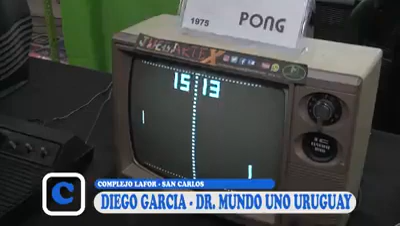 1975
PONG
15 13
C
COMPLEJO LAFOR - SAN CARLOS
DIEGO GARCIA - DR. MUNDO UNO URUGUAY